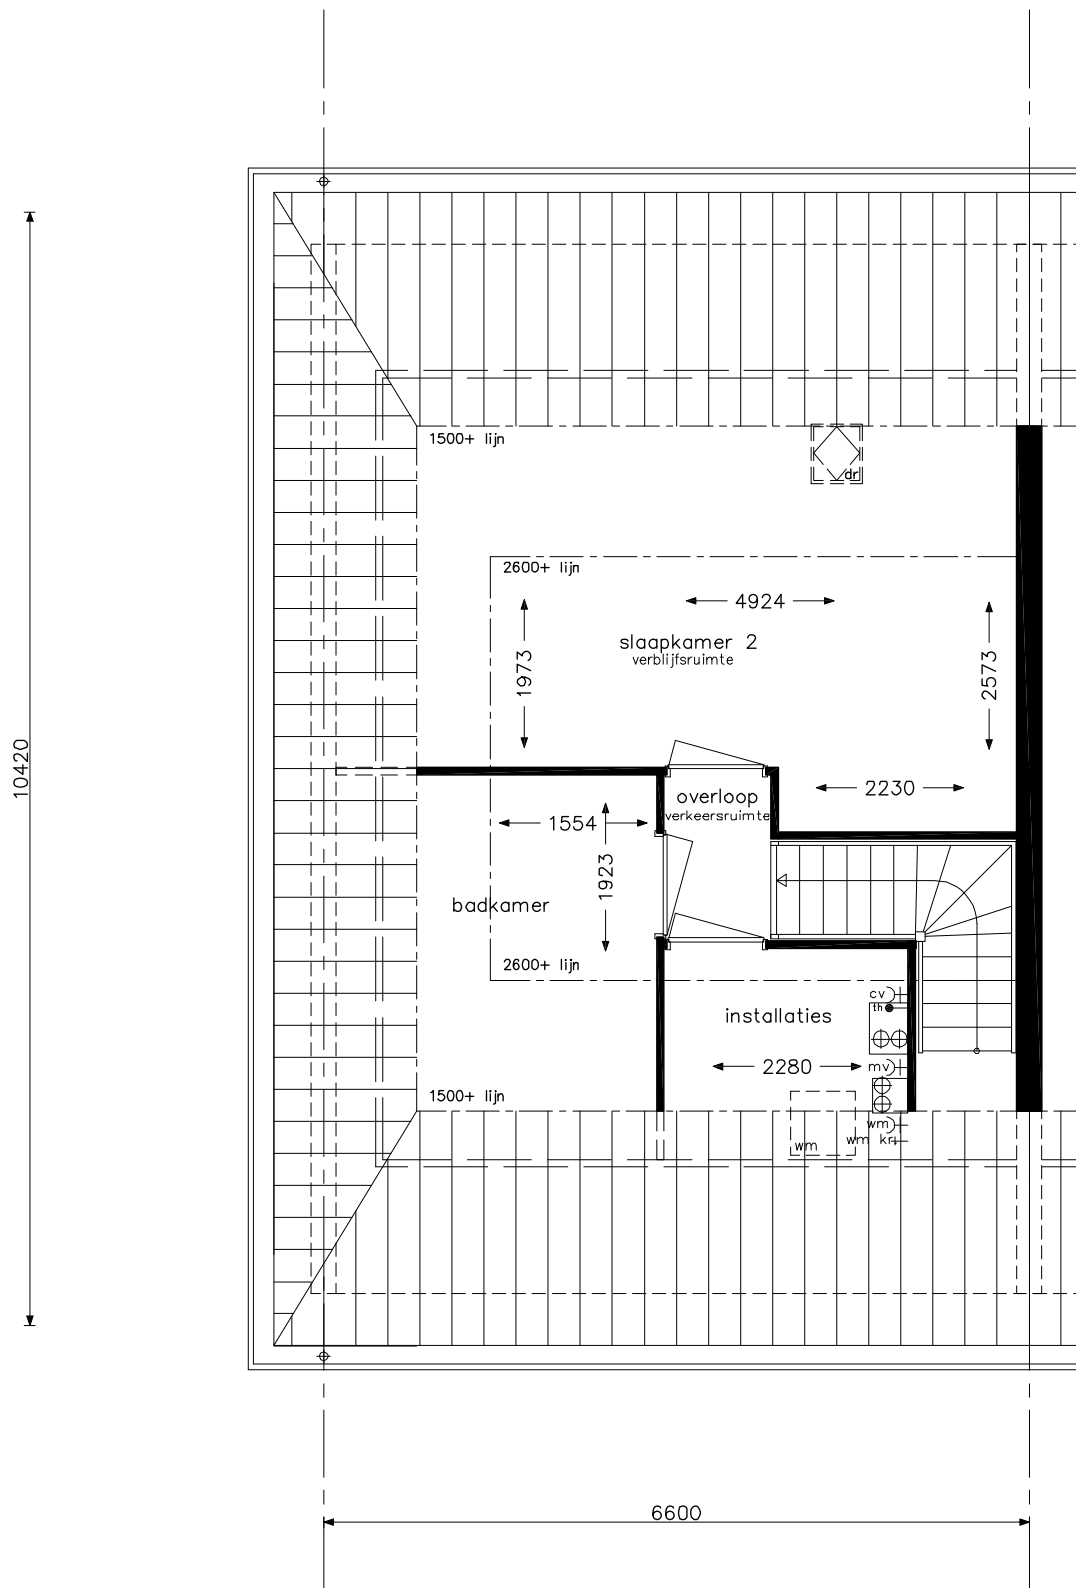 1500+ lijn
dr
2600+ lijn
4924
slaapkamer 2
verblijfsruimte
1973
2573
10420
overloop
verkeersruimte
2230
1554
1923
badkamer
2600+ lijn
cv
th
installaties
2280
mv
1500+ lijn
wm
wm kr
wm
6600